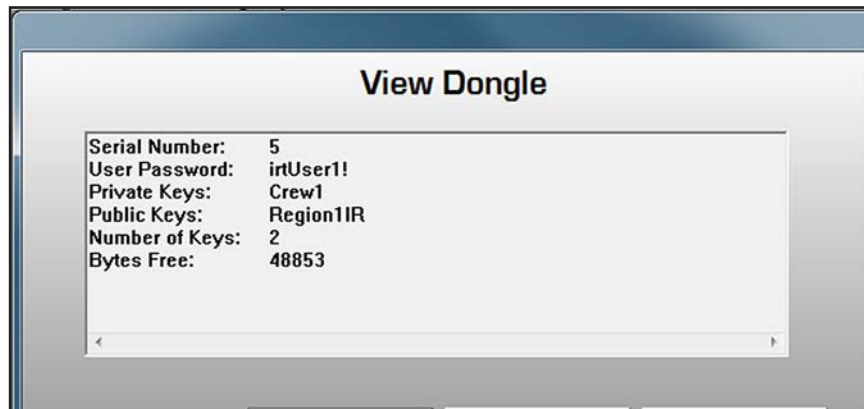 View Dongle
Serial Number: 5
User Password: irtUser1!
Private Keys: Crew1
Public Keys: Region1IR
Number of Keys: 2
Bytes Free: 48853